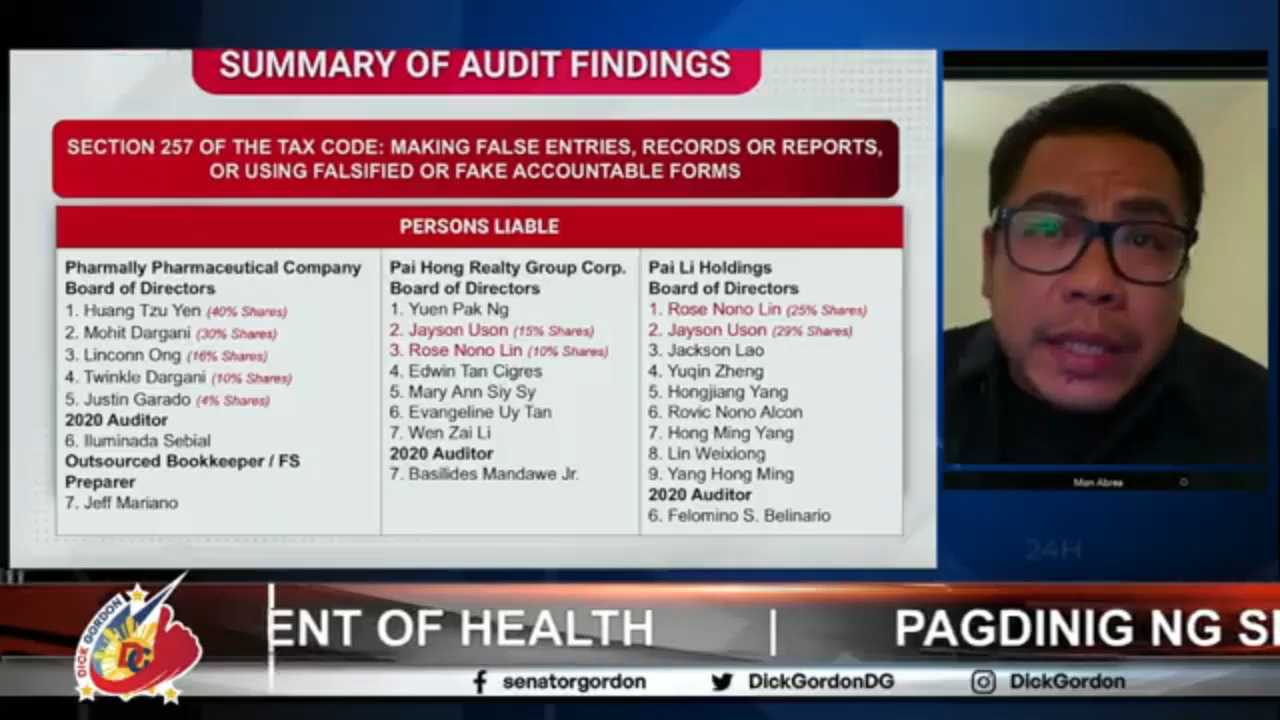 SUMMARY OF AUDIT FINDINGS
SECTION 257 OF THE TAX CODE: MAKING FALSE ENTRIES, RECORDS OR REPORTS,
OR USING FALSIFIED OR FAKE ACCOUNTABLE FORMS
PERSONS LIABLE
Pharmally Pharmaceutical Company
Board of Directors
1. Huang Tzu Yen (40% Shares)
2. Mohit Dargani (30% Shares)
3. Linconn Ong (16% Shares)
4. Twinkle Dargani (10% Shares)
5. Justin Garado (4% Shares)
2020 Auditor
6. Iluminada Sebial
Outsourced Bookkeeper / FS
Preparer
7. Jeff Mariano
Pai Hong Realty Group Corp.
Board of Directors
1. Yuen Pak Ng
2. Jayson Uson (15% Shares)
3. Rose Nono Lin (10% Shares)
4. Edwin Tan Cigres
5. Mary Ann Siy Sy
6. Evangeline Uy Tan
7. Wen Zai Li
2020 Auditor
7. Basilides Mandawe Jr.
Pai Li Holdings
Board of Directors
1. Rose Nono Lin (25% Shares)
2. Jayson Uson (29% Shares)
3. Jackson Lao
4. Yuqin Zheng
5. Hongjiang Yang
6. Rovic Nono Alcon
7. Hong Ming Yang
8. Lin Weixiong
9. Yang Hong Ming
2020 Auditor
6. Felomino S. Belinario
Mon Abrea
24H
DICK GORDON
DG
ENT OF HEALTH | PAGDINIG NG S
senatorgordon DickGordonDG DickGordon